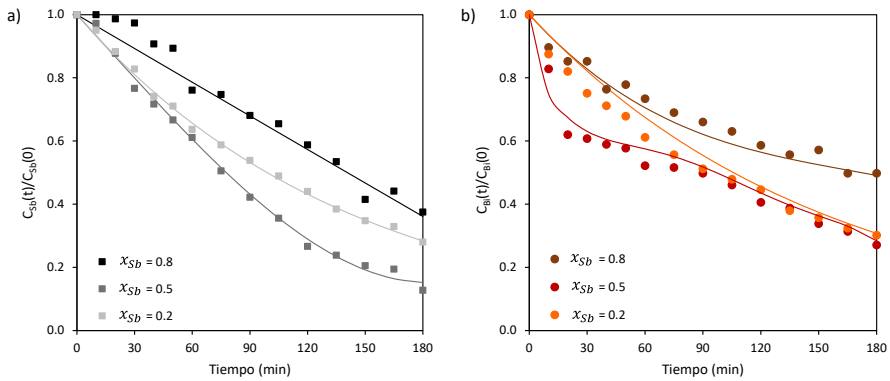 a)
C_Sb(t)/C_Sb(0)
1.0
0.8
0.6
0.4
0.2
0.0
x_Sb = 0.8
x_Sb = 0.5
x_Sb = 0.2
0 30 60 90 120 150 180
Tiempo (min)
b)
C_Bi(t)/C_Bi(0)
1.0
0.8
0.6
0.4
0.2
0.0
x_Sb = 0.8
x_Sb = 0.5
x_Sb = 0.2
0 30 60 90 120 150 180
Tiempo (min)